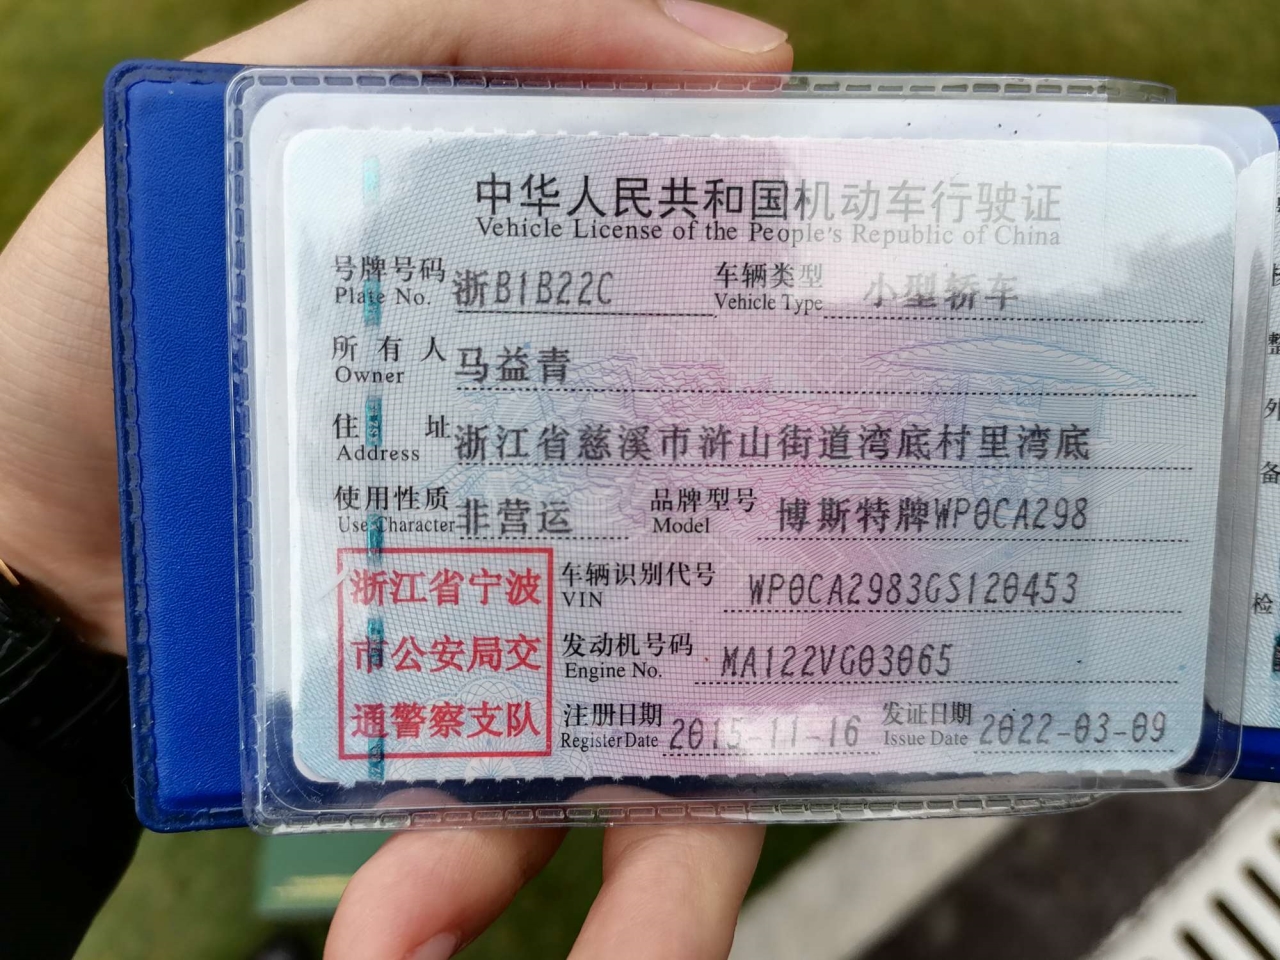 中华人民共和国机动车行驶证
Vehicle License of the People's Republic of China
号牌号码 浙B1B22C 车辆类型 小型轿车
Plate No. Vehicle Type
所有人 马益青
Owner
住址 浙江省慈溪市浒山街道湾底村里湾底
Address
使用性质 非营运 品牌型号 博斯特牌WP0CA298
Use Character Model
浙江省宁波
市公安局交
通警察支队
车辆识别代号 WP0CA2983GS120453
VIN
发动机号码 MA122VG03065
Engine No.
注册日期 2015-11-16 发证日期 2022-03-09
Register Date Issue Date
整
外
备
检